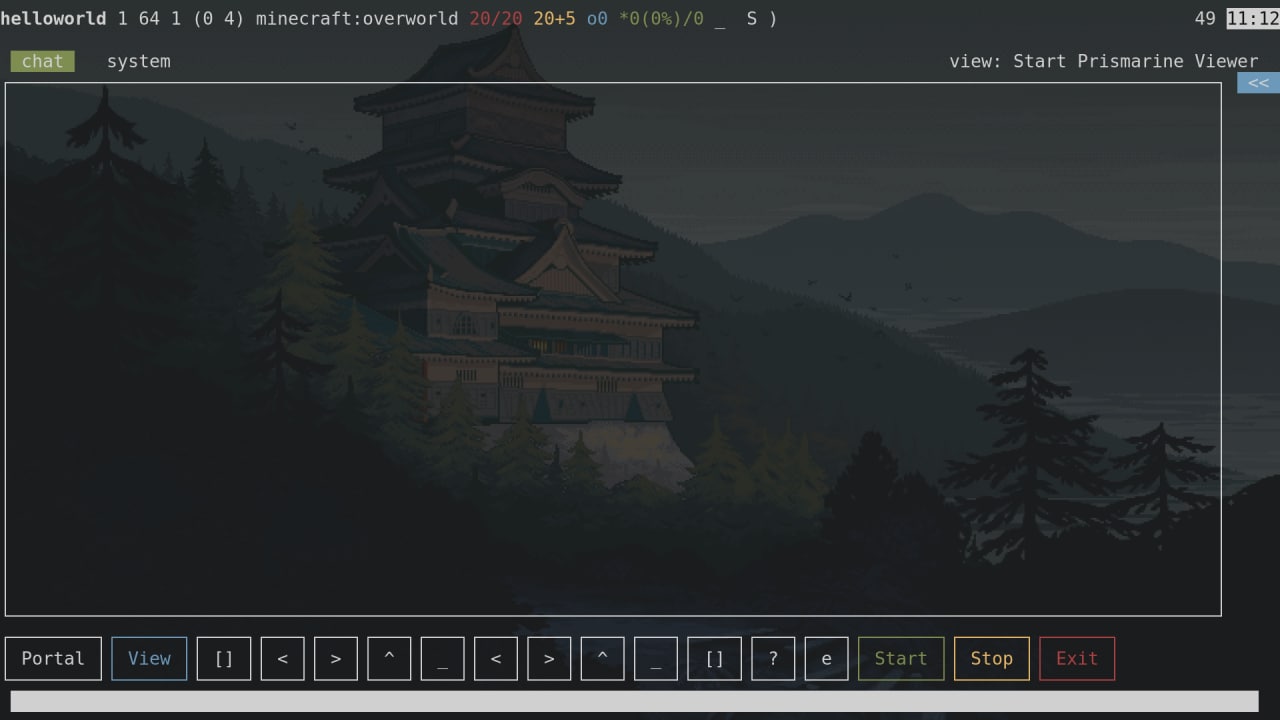 helloworld 1 64 1 (0 4) minecraft:overworld 20/20 20+5 o0 *0(0%)/0 _  S ) 49 11:12
chat system view: Start Prismarine Viewer
<<
Portal View [] < > ^ _ < > ^ _ [] ? e Start Stop Exit